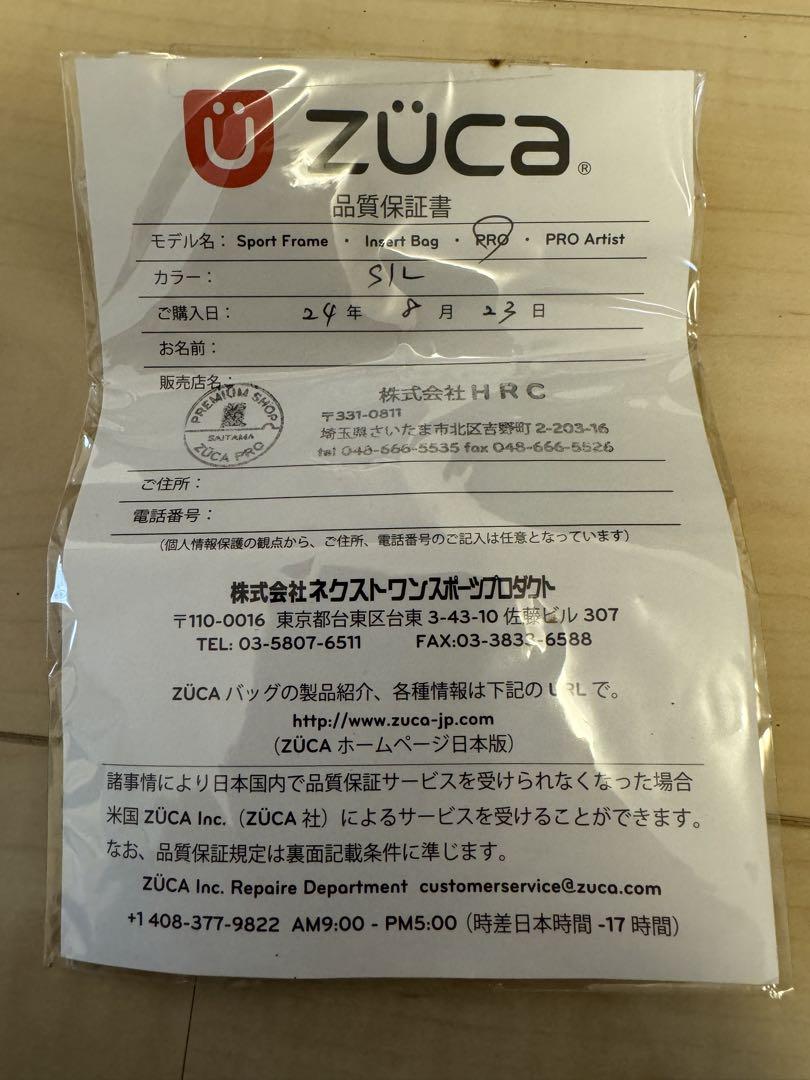 Ü ZÜCA®
品質保証書
モデル名: Sport Frame ・ Insert Bag ・ PRO ・ PRO Artist
カラー: SIL
ご購入日: 24年 8月 23日
お名前:
販売店名:
PREMIUM SHOP
SAITAMA
ZÜCA PRO
株式会社HRC
〒331-0811
埼玉県さいたま市北区吉野町2-203-16
tel 048-666-5535 fax 048-666-5526
ご住所:
電話番号:
(個人情報保護の観点から、ご住所、電話番号のご記入は任意となっています)
株式会社ネクストワンスポーツプロダクト
〒110-0016 東京都台東区台東 3-43-10 佐藤ビル 307
TEL: 03-5807-6511 FAX:03-3833-6588
ZÜCA バッグの製品紹介、各種情報は下記の URL で。
http://www.zuca-jp.com
(ZÜCA ホームページ日本版)
諸事情により日本国内で品質保証サービスを受けられなくなった場合
米国 ZÜCA Inc.(ZÜCA 社)によるサービスを受けることができます。
なお、品質保証規定は裏面記載条件に準じます。
ZÜCA Inc. Repaire Department customerservice@zuca.com
+1 408-377-9822 AM9:00 - PM5:00(時差日本時間 -17 時間)